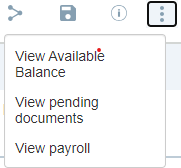 View Available
Balance
View pending
documents
View payroll